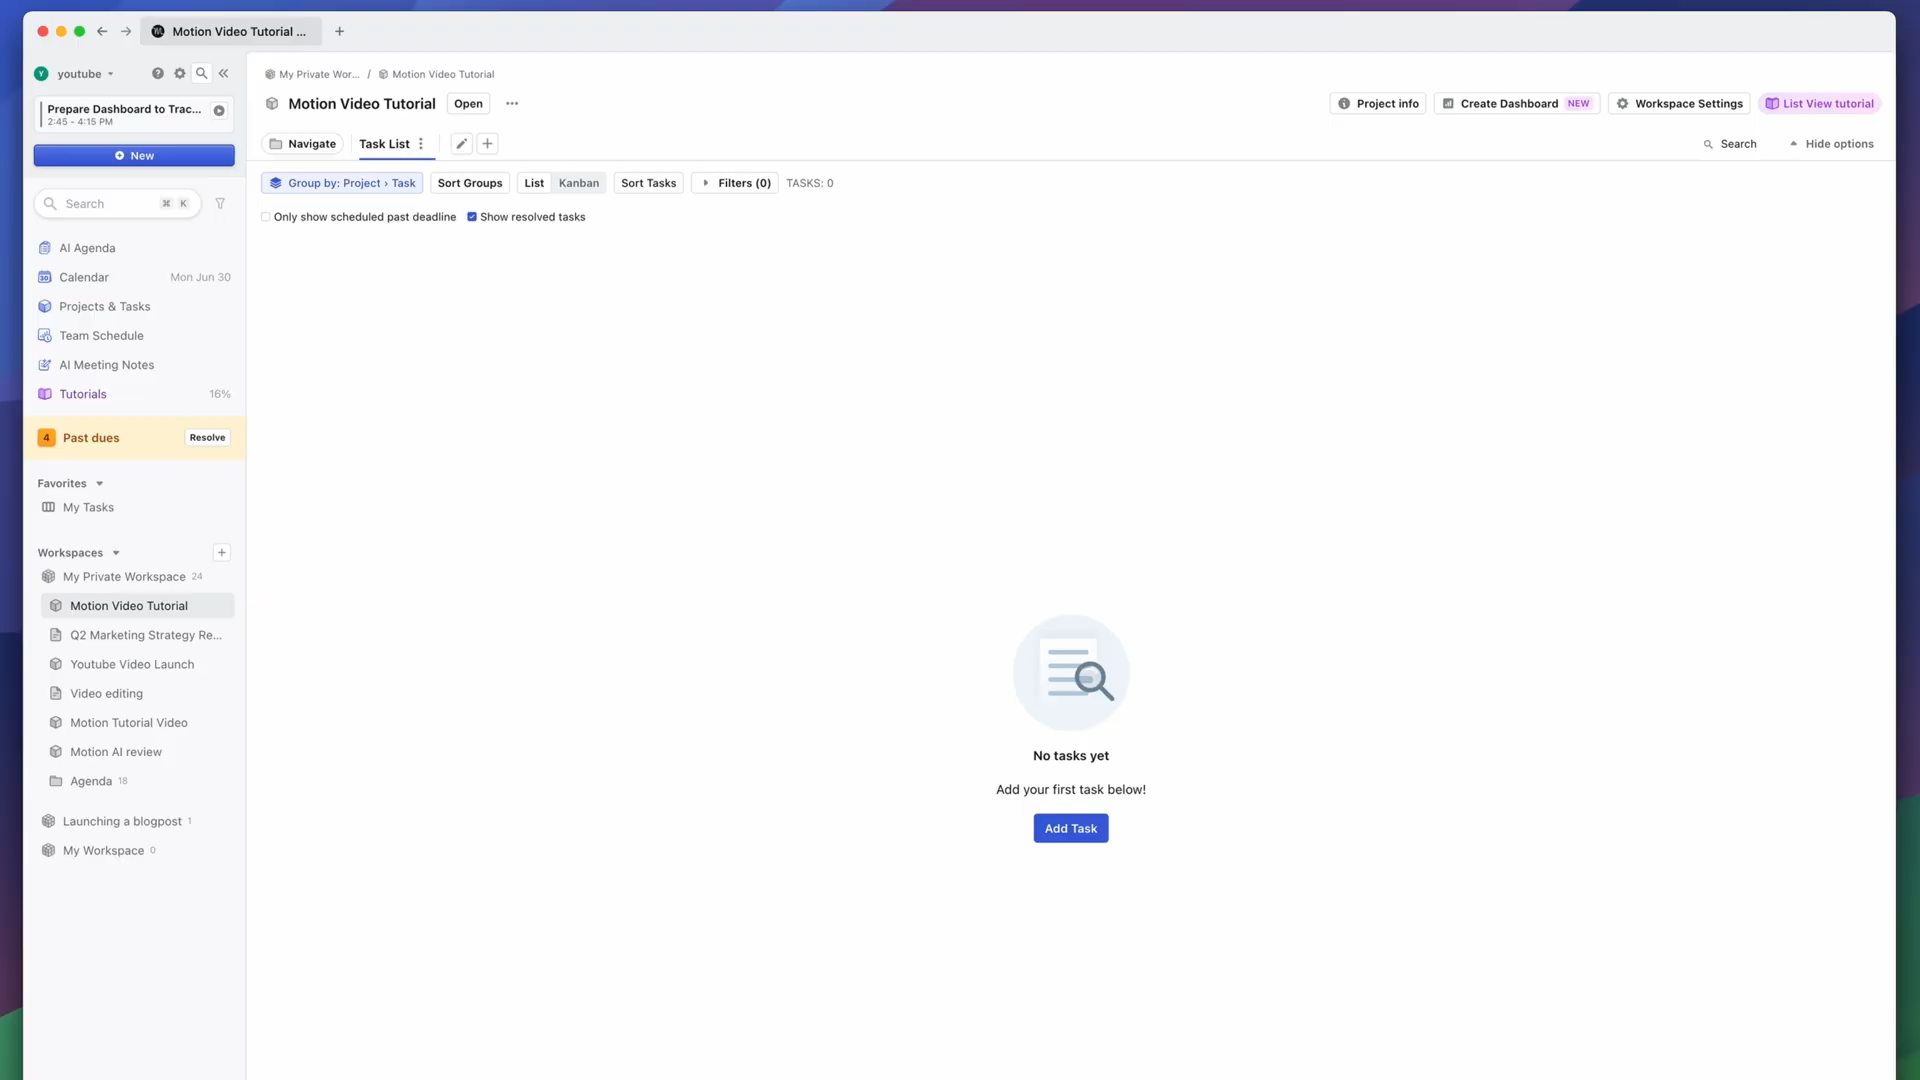 Motion Video Tutorial ...
youtube
Prepare Dashboard to Trac...
2:45 - 4:15 PM
New
Search ⌘ K
AI Agenda
Calendar Mon Jun 30
Projects & Tasks
Team Schedule
AI Meeting Notes
Tutorials 16%
4 Past dues Resolve
Favorites
My Tasks
Workspaces
My Private Workspace 24
Motion Video Tutorial
Q2 Marketing Strategy Re...
Youtube Video Launch
Video editing
Motion Tutorial Video
Motion AI review
Agenda 18
Launching a blogpost 1
My Workspace 0
My Private Wor... / Motion Video Tutorial
Motion Video Tutorial Open
Project info Create Dashboard NEW Workspace Settings List View tutorial
Navigate Task List Search Hide options
Group by: Project › Task Sort Groups List Kanban Sort Tasks Filters (0) TASKS: 0
Only show scheduled past deadline Show resolved tasks
No tasks yet
Add your first task below!
Add Task